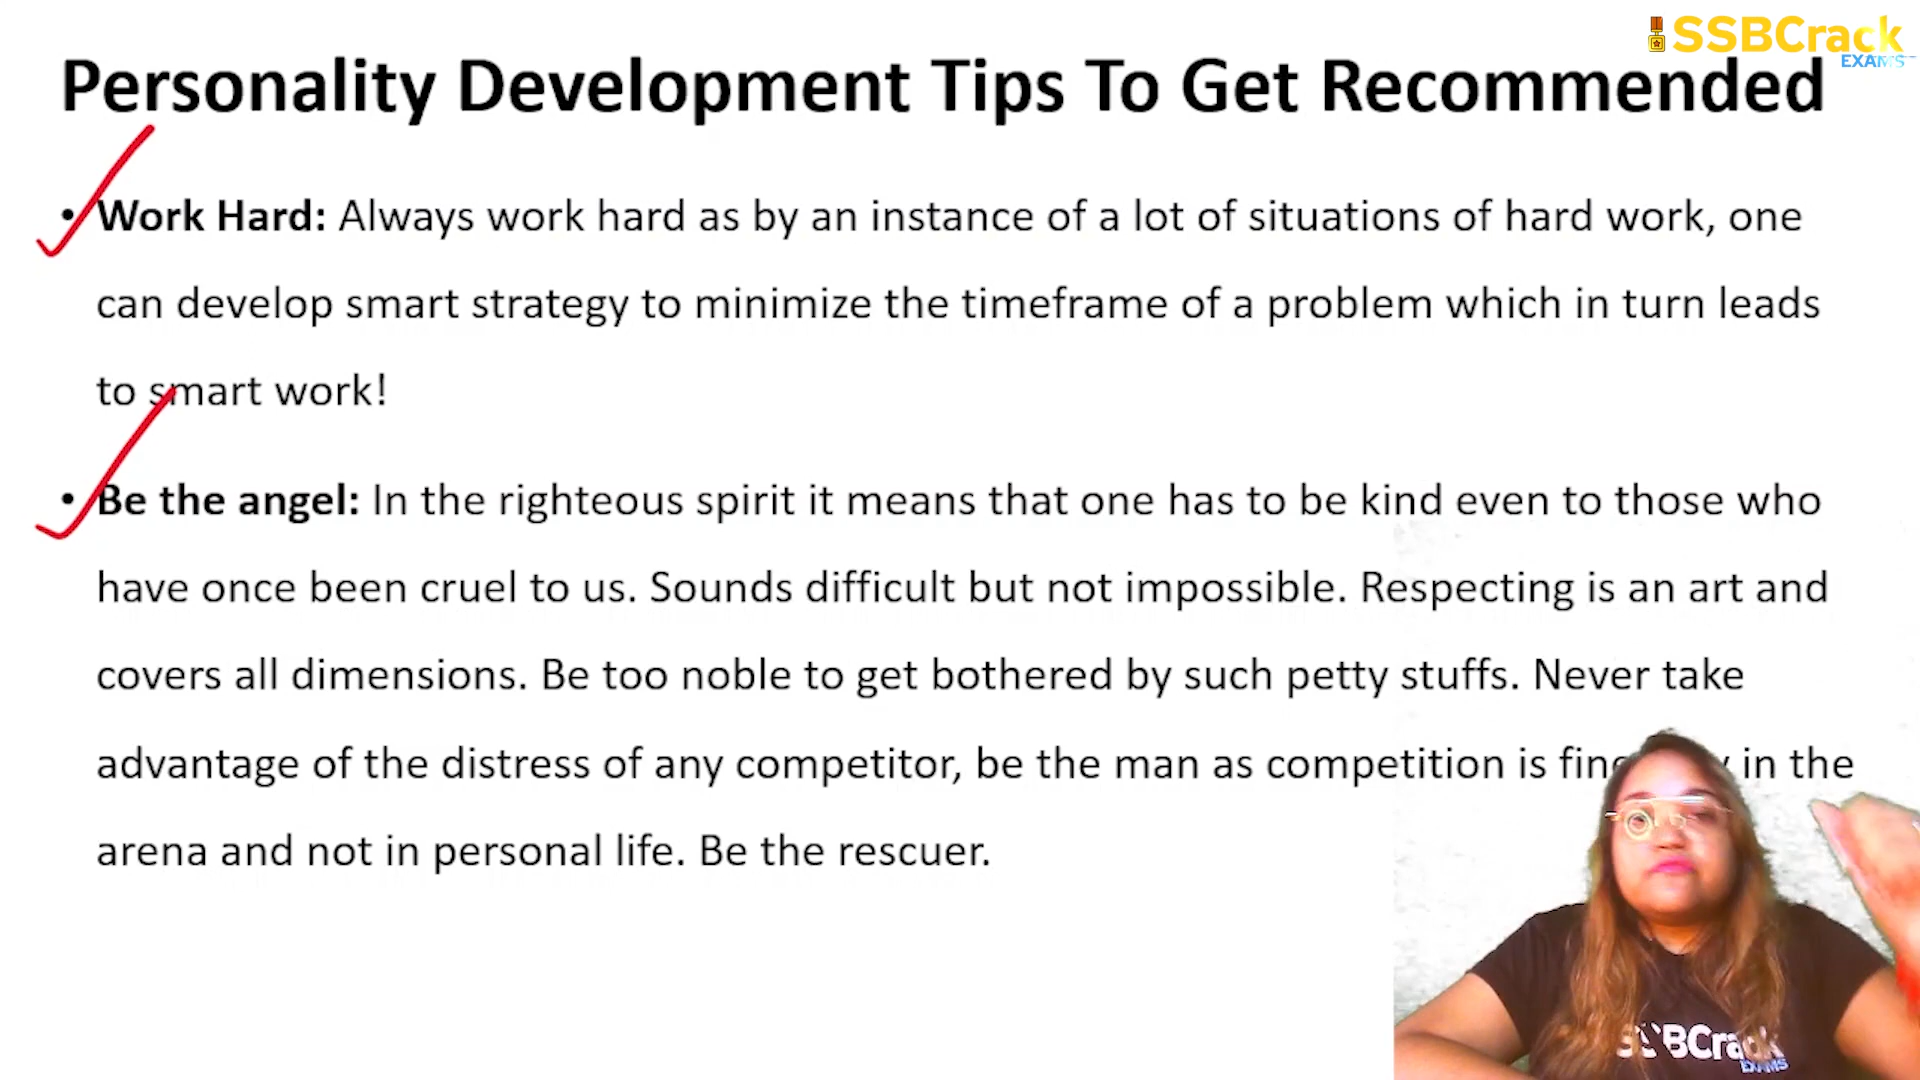 SSBCrack
EXAMS
Personality Development Tips To Get Recommended
• Work Hard: Always work hard as by an instance of a lot of situations of hard work, one
can develop smart strategy to minimize the timeframe of a problem which in turn leads
to smart work!
• Be the angel: In the righteous spirit it means that one has to be kind even to those who
have once been cruel to us. Sounds difficult but not impossible. Respecting is an art and
covers all dimensions. Be too noble to get bothered by such petty stuffs. Never take
advantage of the distress of any competitor, be the man as competition is in the
arena and not in personal life. Be the rescuer.
SSBCrack
EXAMS